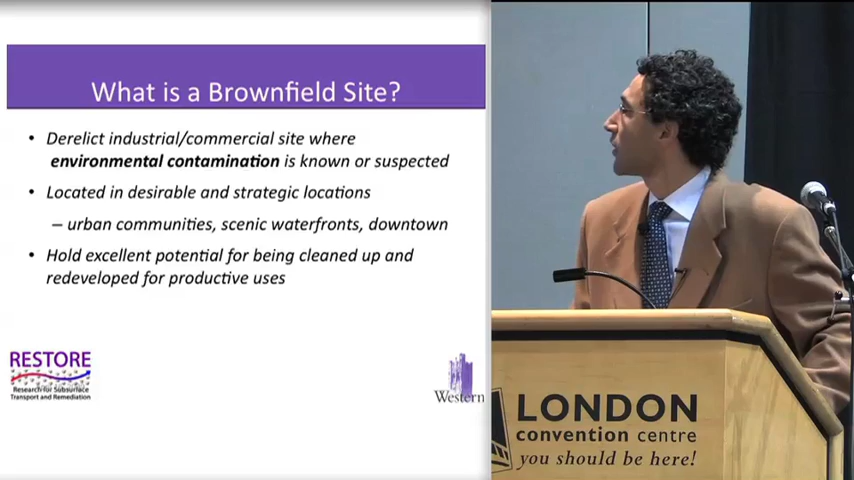 What is a Brownfield Site?
• Derelict industrial/commercial site where
environmental contamination is known or suspected
• Located in desirable and strategic locations
– urban communities, scenic waterfronts, downtown
• Hold excellent potential for being cleaned up and
redeveloped for productive uses
RESTORE
Research for Subsurface
Transport and Remediation
Western
LONDON
convention centre
you should be here!